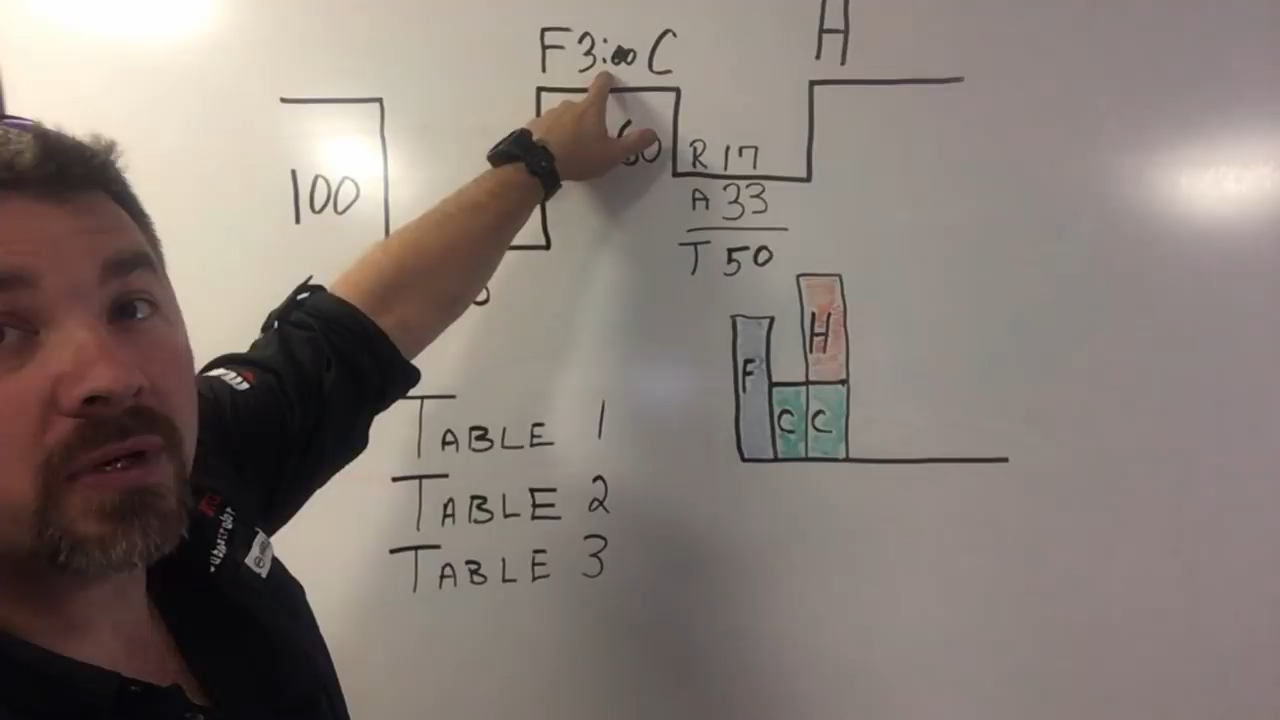 F 3:00 C
H
100
60
R 17
A 33
T 50
F
H
C
C
TABLE 1
TABLE 2
TABLE 3